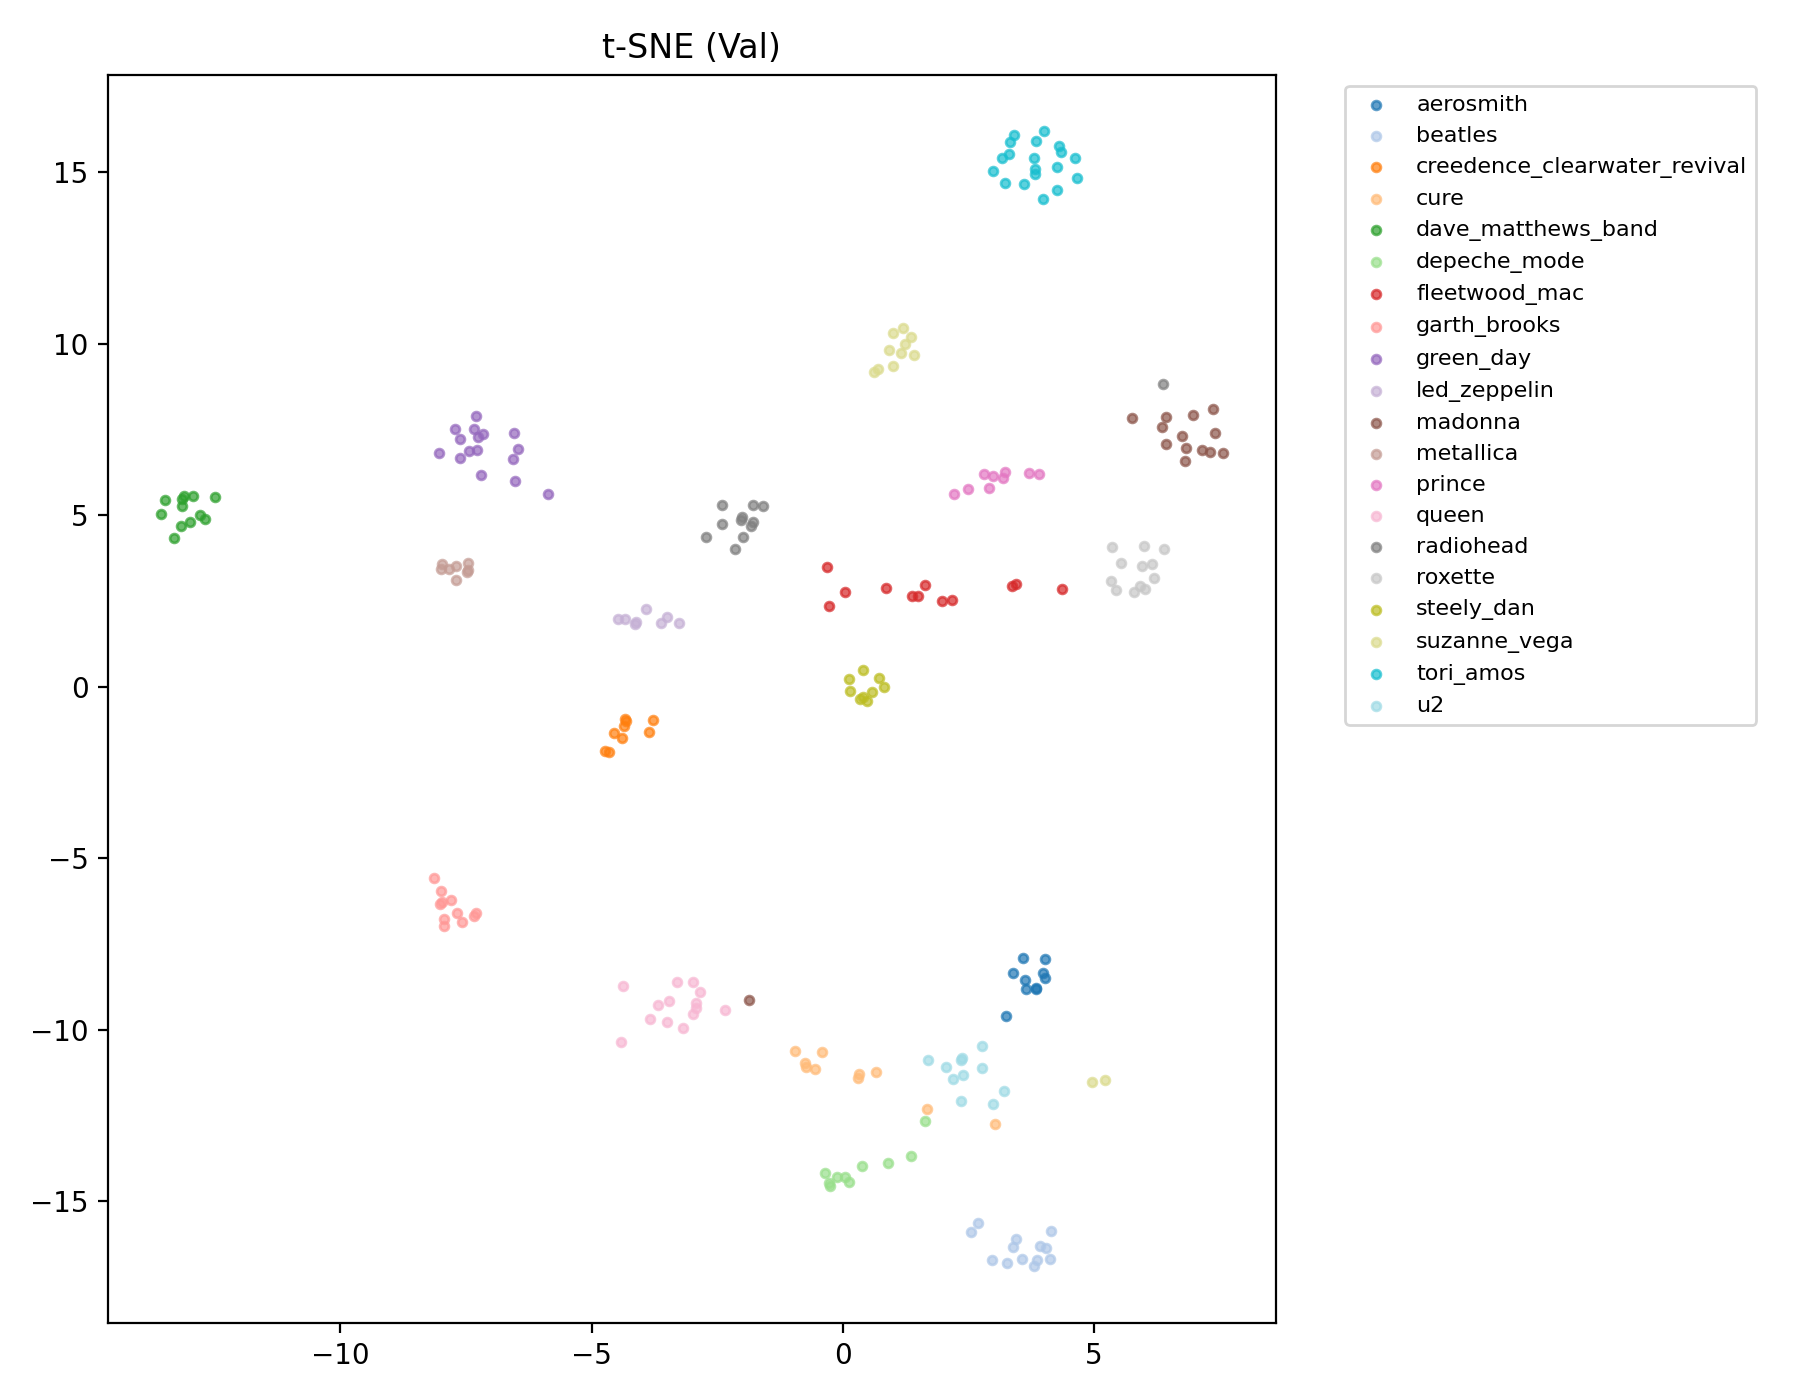 t-SNE (Val)
15
10
5
0
−5
−10
−15
−10
−5
0
5
aerosmith
beatles
creedence_clearwater_revival
cure
dave_matthews_band
depeche_mode
fleetwood_mac
garth_brooks
green_day
led_zeppelin
madonna
metallica
prince
queen
radiohead
roxette
steely_dan
suzanne_vega
tori_amos
u2